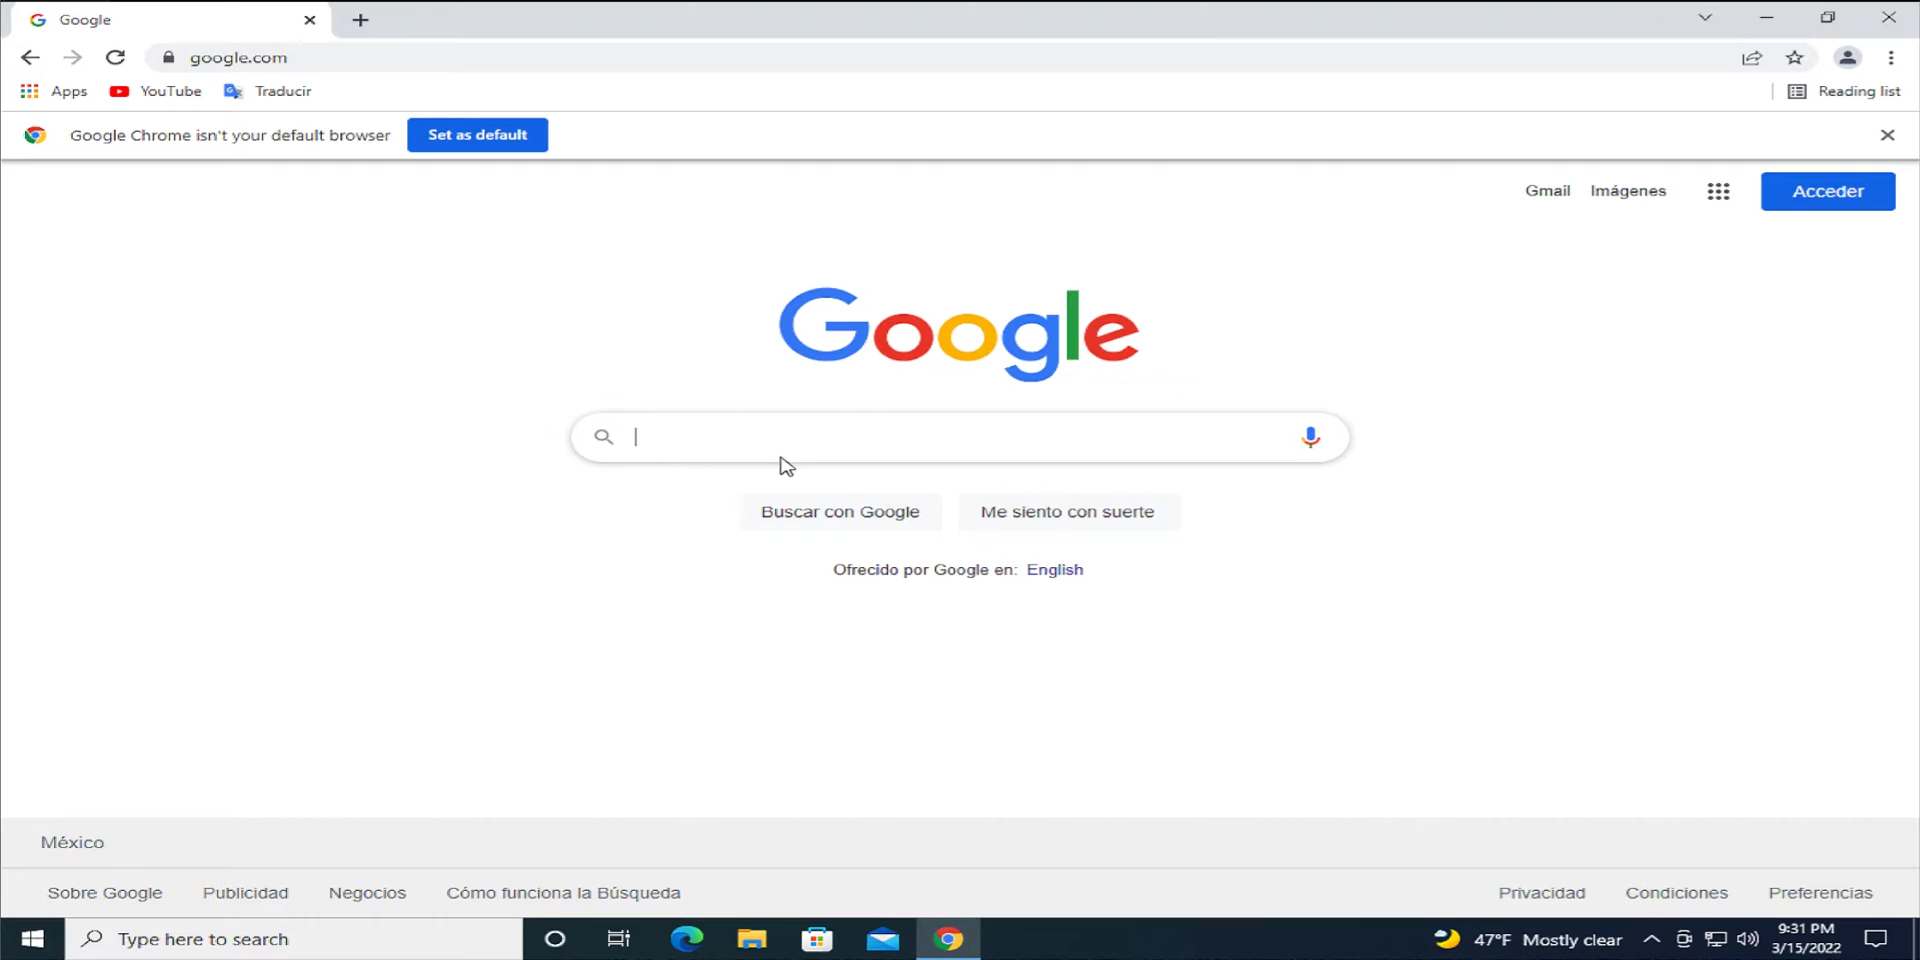 Google
google.com
Apps YouTube Traducir Reading list
Google Chrome isn't your default browser Set as default
Gmail Imágenes Acceder
Google
Buscar con Google Me siento con suerte
Ofrecido por Google en: English
México
Sobre Google Publicidad Negocios Cómo funciona la Búsqueda Privacidad Condiciones Preferencias
Type here to search 47°F Mostly clear 9:31 PM
3/15/2022